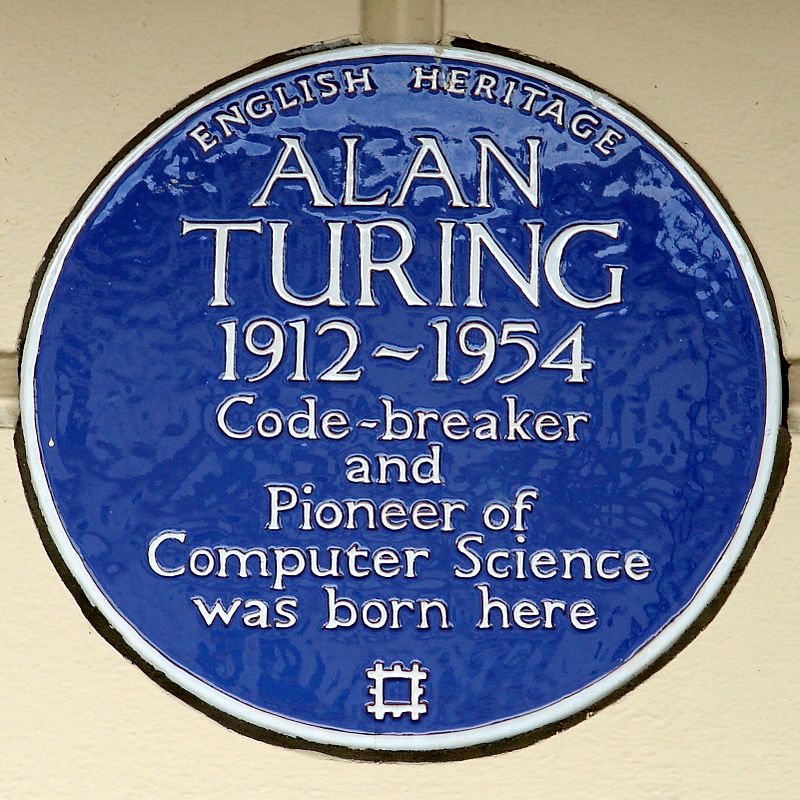 ENGLISH HERITAGE
ALAN
TURING
1912~1954
Code-breaker
and
Pioneer of
Computer Science
was born here